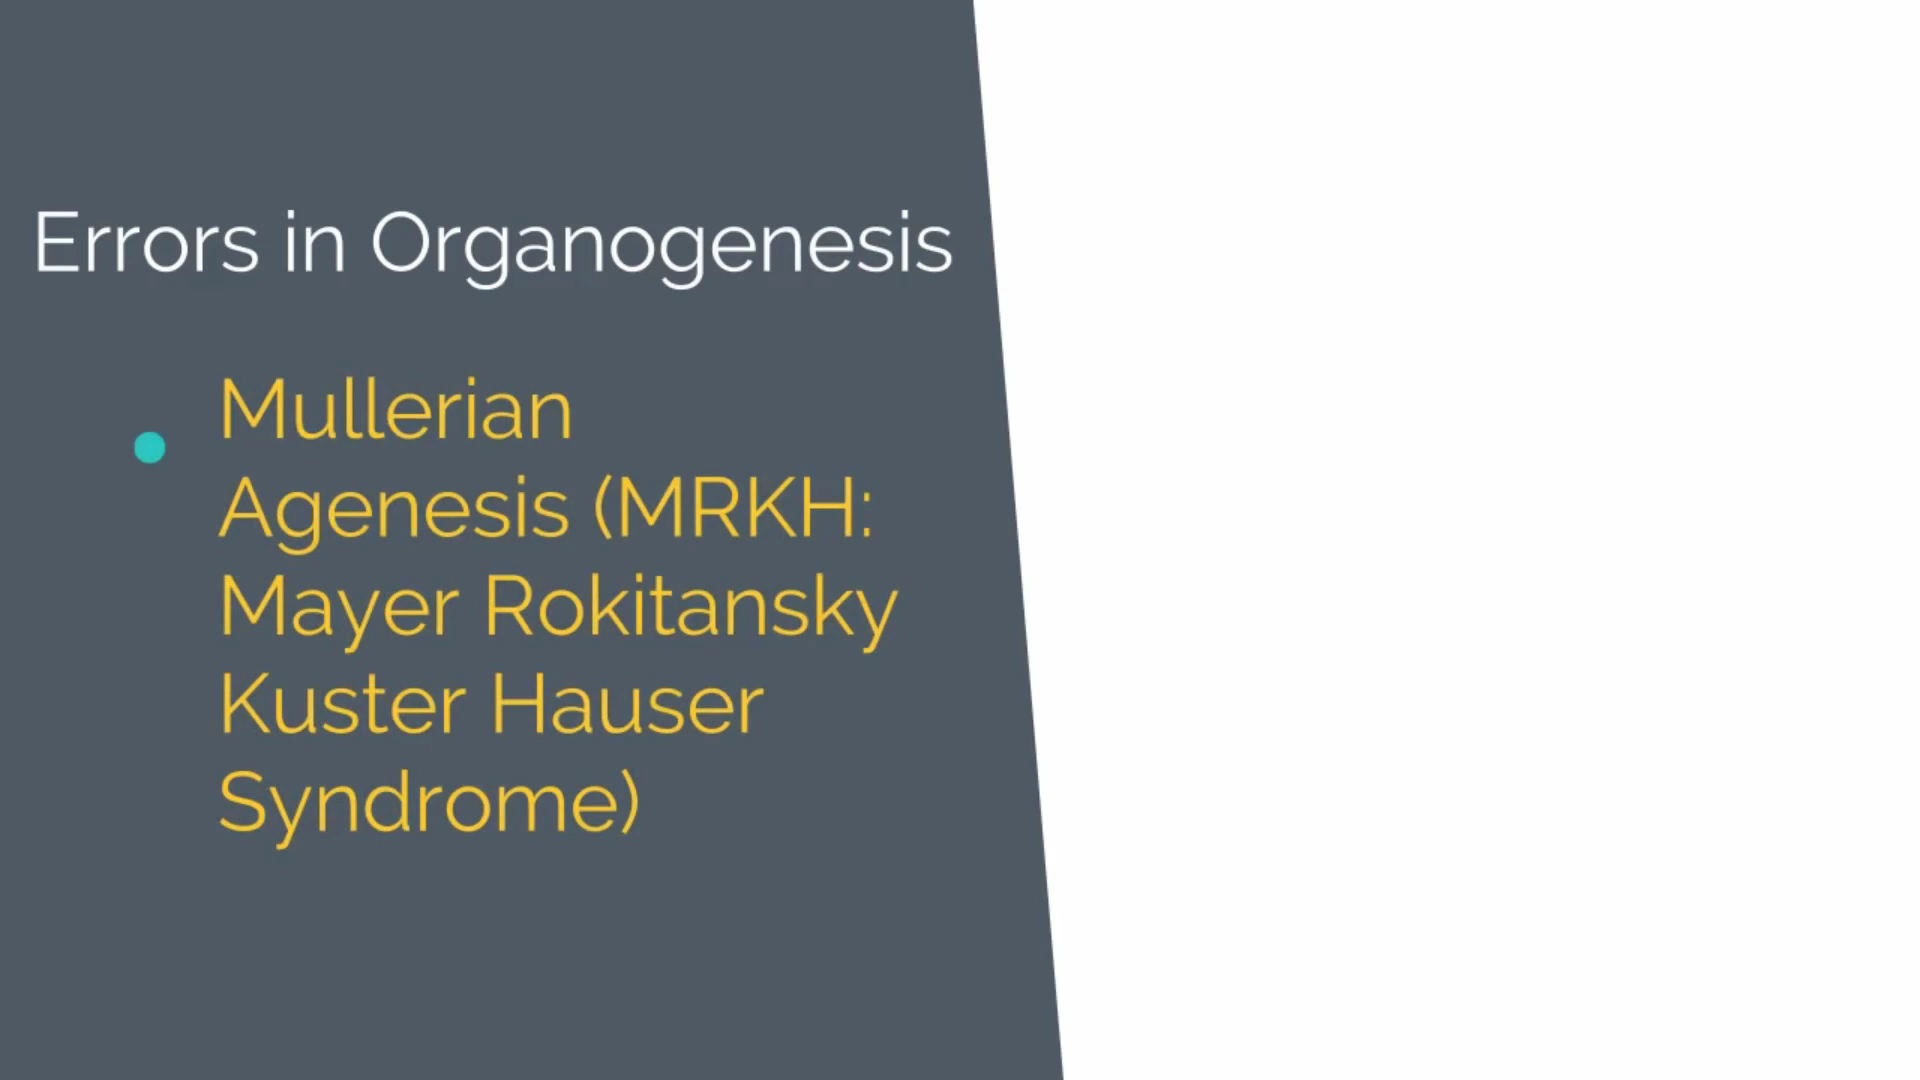 Errors in Organogenesis
Mullerian
Agenesis (MRKH:
Mayer Rokitansky
Kuster Hauser
Syndrome)